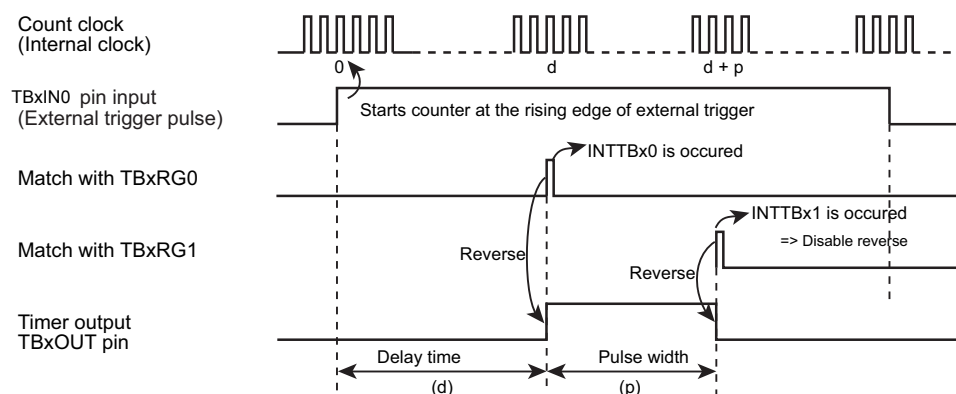 Count clock
(Internal clock)
0
d
d + p
TBxIN0 pin input
(External trigger pulse)
Starts counter at the rising edge of external trigger
INTTBx0 is occured
Match with TBxRG0
INTTBx1 is occured
=> Disable reverse
Match with TBxRG1
Reverse
Reverse
Timer output
TBxOUT pin
Delay time
Pulse width
(d)
(p)